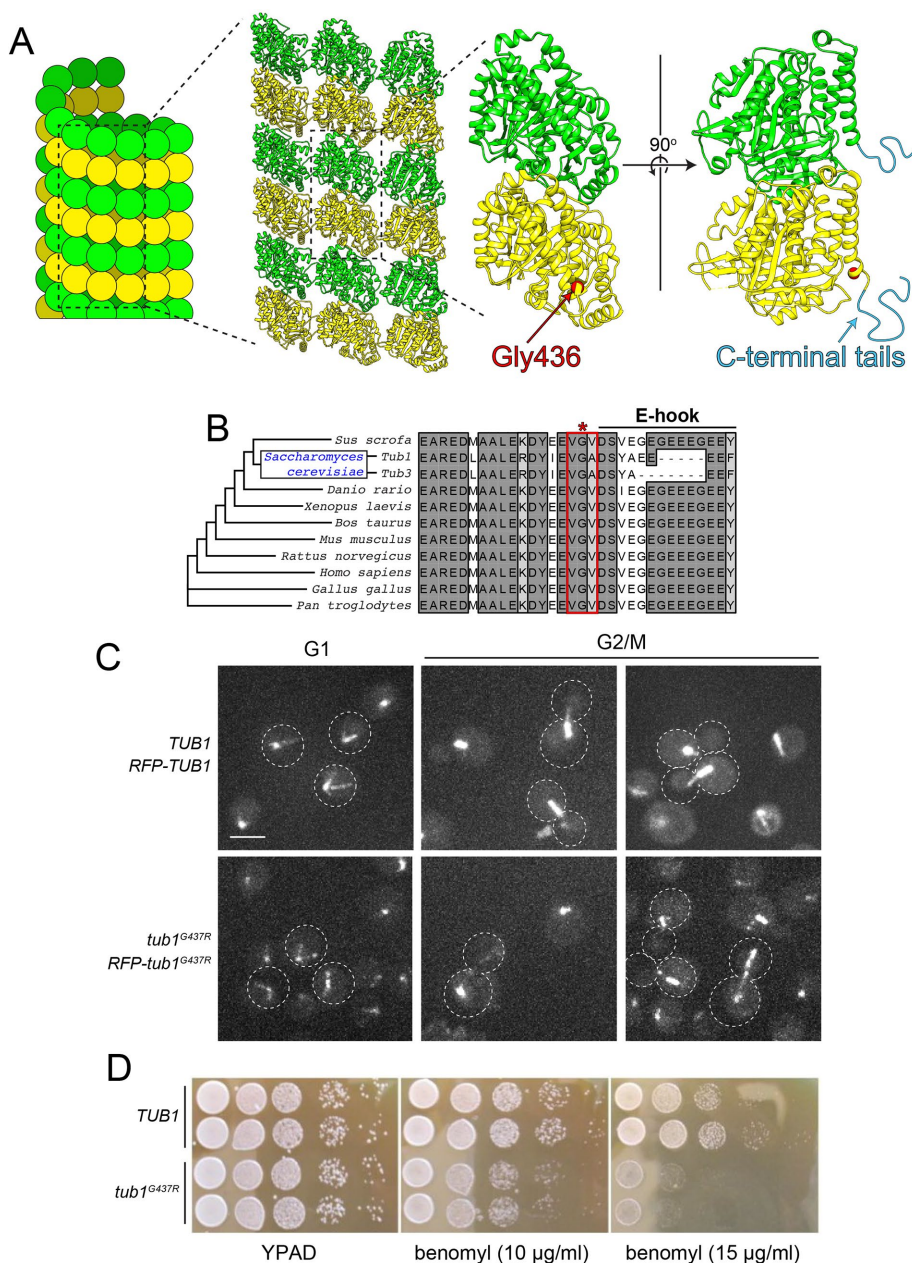 A
90°
Gly436
C-terminal tails
B
E-hook
*
Sus scrofa EAREDMAALEKDYEEVGVDSVEGEGEEEGEEY
Saccharomyces cerevisiae Tub1 EAREDLAALERDYIEVGADSYAEE-----EEF
Tub3 EAREDLAALERDYIEVGADSYA-------EEF
Danio rario EAREDMAALEKDYEEVGVDSIEGEGEEEGEEY
Xenopus laevis EAREDMAALEKDYEEVGVDSVEGEGEEEGEEY
Bos taurus EAREDMAALEKDYEEVGVDSVEGEGEEEGEEY
Mus musculus EAREDMAALEKDYEEVGVDSVEGEGEEEGEEY
Rattus norvegicus EAREDMAALEKDYEEVGVDSVEGEGEEEGEEY
Homo sapiens EAREDMAALEKDYEEVGVDSVEGEGEEEGEEY
Gallus gallus EAREDMAALEKDYEEVGVDSVEGEGEEEGEEY
Pan troglodytes EAREDMAALEKDYEEVGVDSVEGEGEEEGEEY
C
G1 G2/M
TUB1
RFP-TUB1
tub1G437R
RFP-tub1G437R
D
TUB1
tub1G437R
YPAD benomyl (10 µg/ml) benomyl (15 µg/ml)